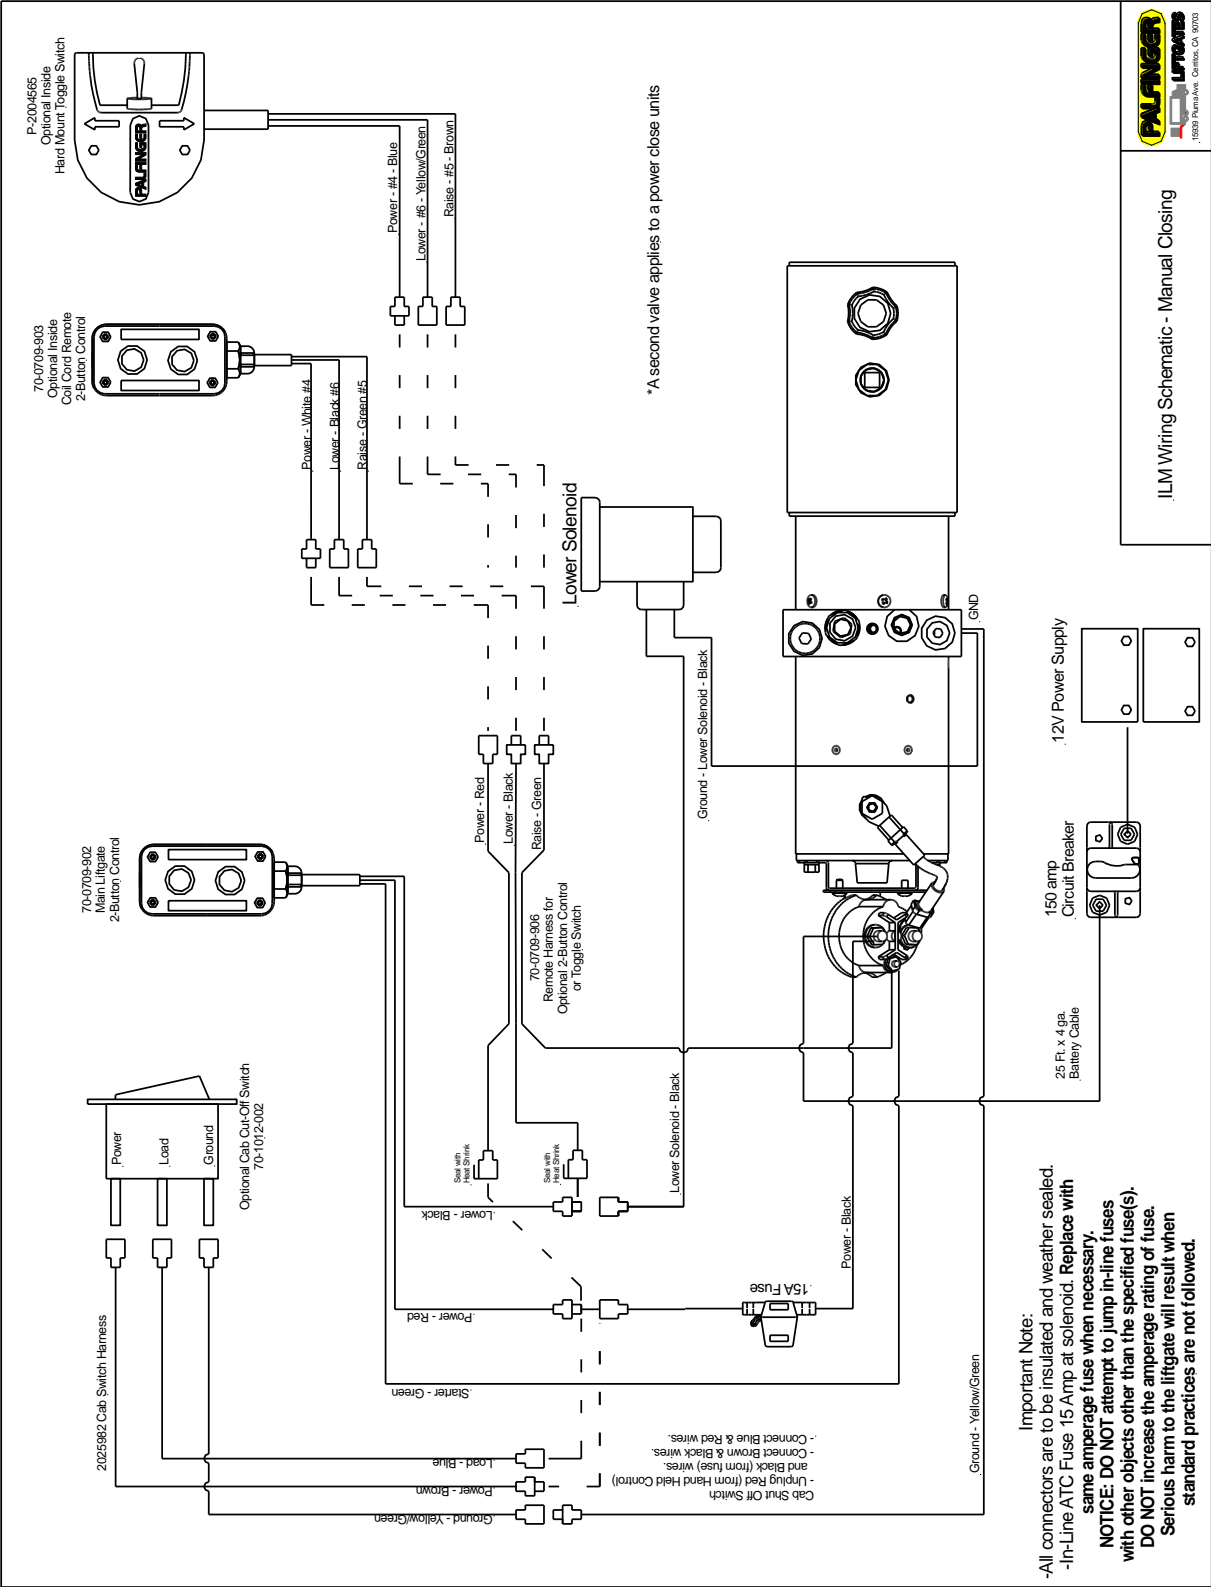 P-2004565
Optional Inside
Hard Mount Toggle Switch
PALFINGER
Power - #4 - Blue
Lower - #6 - Yellow/Green
Raise - #5 - Brown
70-0709-903
Optional Inside
Coil Cord Remote
2-Button Control
Power - White #4
Lower - Black #6
Raise - Green #5
*A second valve applies to a power close units
70-0709-902
Main Liftgate
2-Button Control
Power - Red
Lower - Black
Raise - Green
70-0709-906
Remote Harness for
Optional 2-Button Control
or Toggle Switch
Lower Solenoid
Ground - Lower Solenoid - Black
GND
12V Power Supply
150 amp
Circuit Breaker
25 Ft. x 4 ga.
Battery Cable
Power
Load
Ground
Optional Cab Cut-Off Switch
70-1012-002
2025982 Cab Switch Harness
Seal with
Heat Shrink
Seal with
Heat Shrink
Lower - Black
Lower Solenoid - Black
Power - Red
15A Fuse
Power - Black
Starter - Green
Load - Blue
Power - Brown
Ground - Yellow/Green
Cab Shut Off Switch
- Unplug Red (from Hand Held Control)
and Black (from fuse) wires.
- Connect Brown & Black wires.
- Connect Blue & Red wires.
Ground - Yellow/Green
Important Note:
-All connectors are to be insulated and weather sealed.
-In-Line ATC Fuse 15 Amp at solenoid. Replace with
same amperage fuse when necessary.
NOTICE: DO NOT attempt to jump in-line fuses
with other objects other than the specified fuse(s).
DO NOT increase the amperage rating of fuse.
Serious harm to the liftgate will result when
standard practices are not followed.
ILM Wiring Schematic - Manual Closing
PALFINGER
LIFTGATES
15939 Piuma Ave. Cerritos, CA 90703